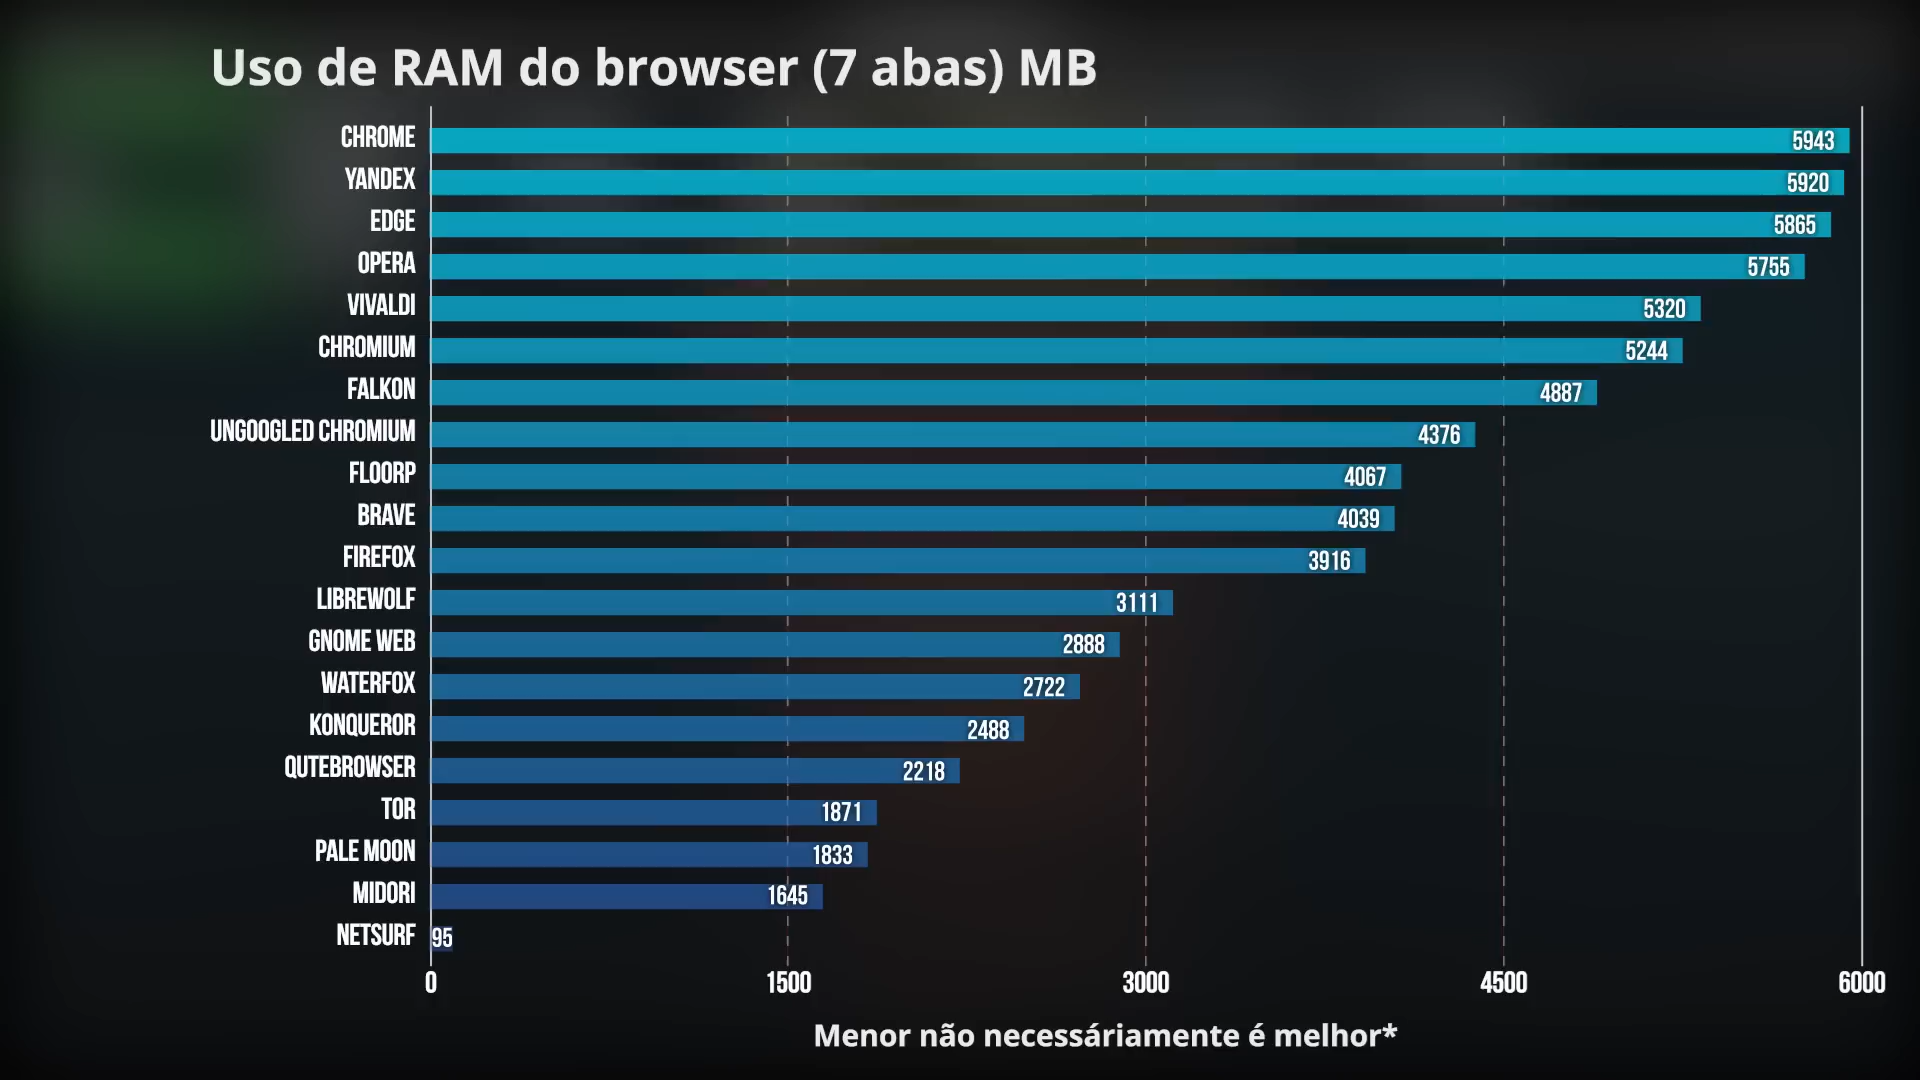 Uso de RAM do browser (7 abas) MB
CHROME 5943
YANDEX 5920
EDGE 5865
OPERA 5755
VIVALDI 5320
CHROMIUM 5244
FALKON 4887
UNGOOGLED CHROMIUM 4376
FLOORP 4067
BRAVE 4039
FIREFOX 3916
LIBREWOLF 3111
GNOME WEB 2888
WATERFOX 2722
KONQUEROR 2488
QUTEBROWSER 2218
TOR 1871
PALE MOON 1833
MIDORI 1645
NETSURF 95
0 1500 3000 4500 6000
Menor não necessáriamente é melhor*